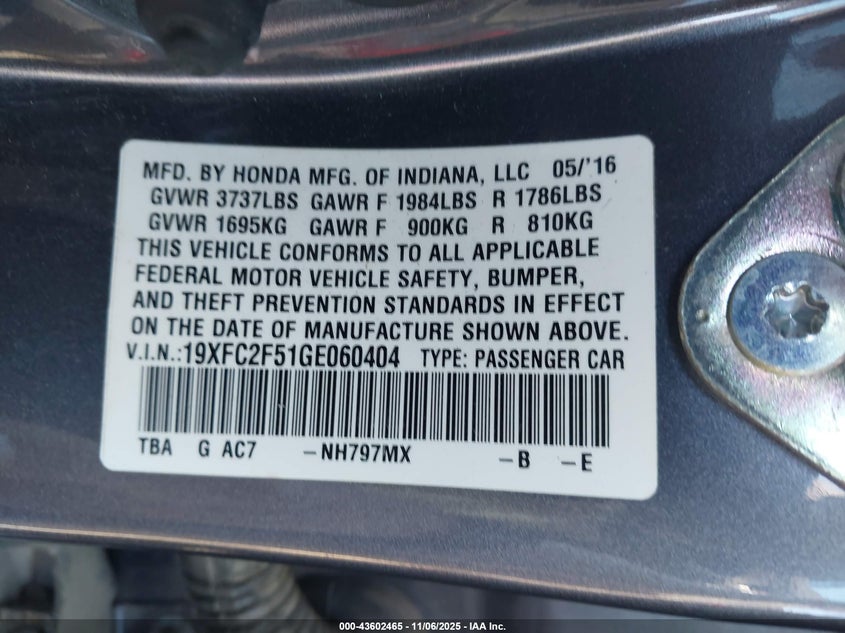 MFD. BY HONDA MFG. OF INDIANA, LLC 05/'16
GVWR 3737LBS GAWR F 1984LBS R 1786LBS
GVWR 1695KG GAWR F 900KG R 810KG
THIS VEHICLE CONFORMS TO ALL APPLICABLE
FEDERAL MOTOR VEHICLE SAFETY, BUMPER,
AND THEFT PREVENTION STANDARDS IN EFFECT
ON THE DATE OF MANUFACTURE SHOWN ABOVE.
V.I.N.:19XFC2F51GE060404 TYPE: PASSENGER CAR
TBA G AC7 –NH797MX –B –E
000-43602465 - 11/06/2025 - IAA Inc.